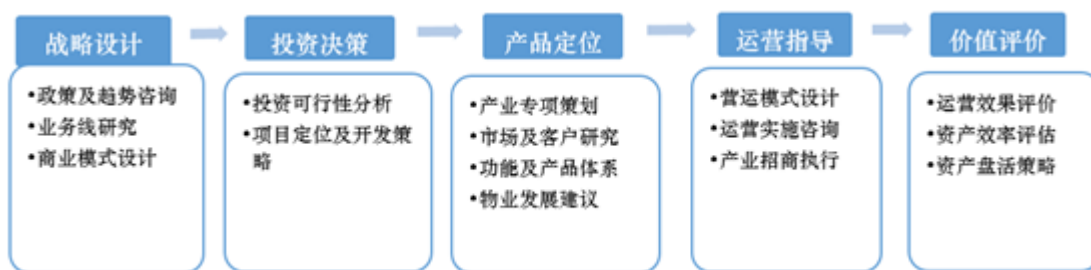 战略设计
•政策及趋势咨询
•业务线研究
•商业模式设计
投资决策
•投资可行性分析
•项目定位及开发策
略
产品定位
•产业专项策划
•市场及客户研究
•功能及产品体系
•物业发展建议
运营指导
•营运模式设计
•运营实施咨询
•产业招商执行
价值评价
•运营效果评价
•资产效率评估
•资产盘活策略